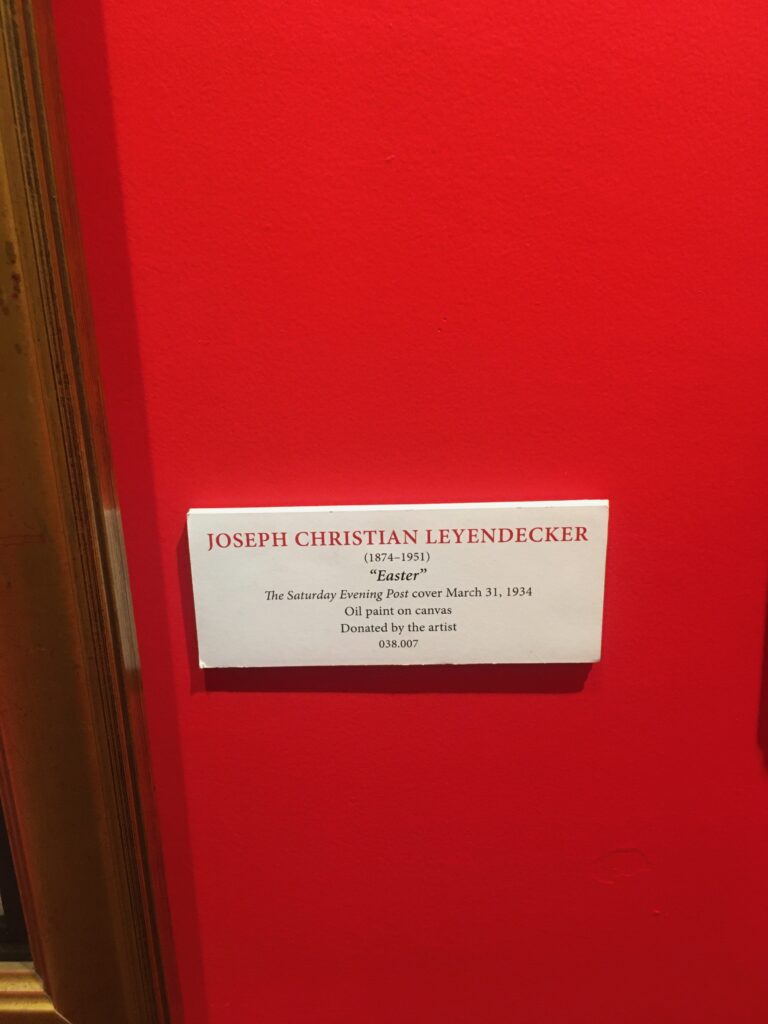 JOSEPH CHRISTIAN LEYENDECKER
(1874–1951)
“Easter”
The Saturday Evening Post cover March 31, 1934
Oil paint on canvas
Donated by the artist
038.007